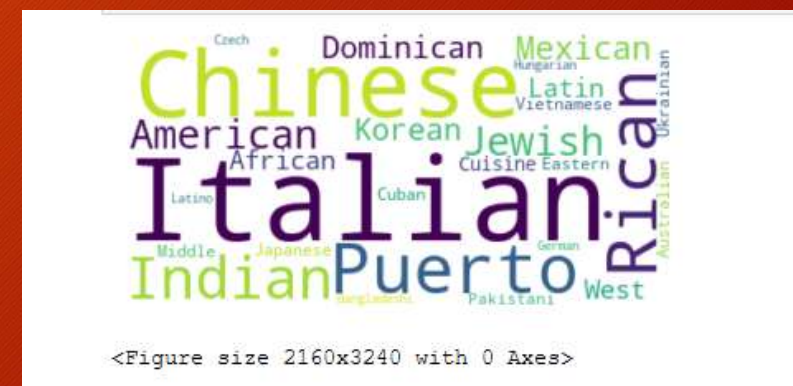 Czech
Dominican
Mexican
Chinese
Hungarian
Latin
Vietnamese
Ukrainian
American
Korean
Jewish
African
Cuisine
Eastern
Rican
Italian
Latino
Cuban
Australian
Middle
Japanese
German
Indian
Puerto
Bangladeshi
Pakistani
West
<Figure size 2160x3240 with 0 Axes>